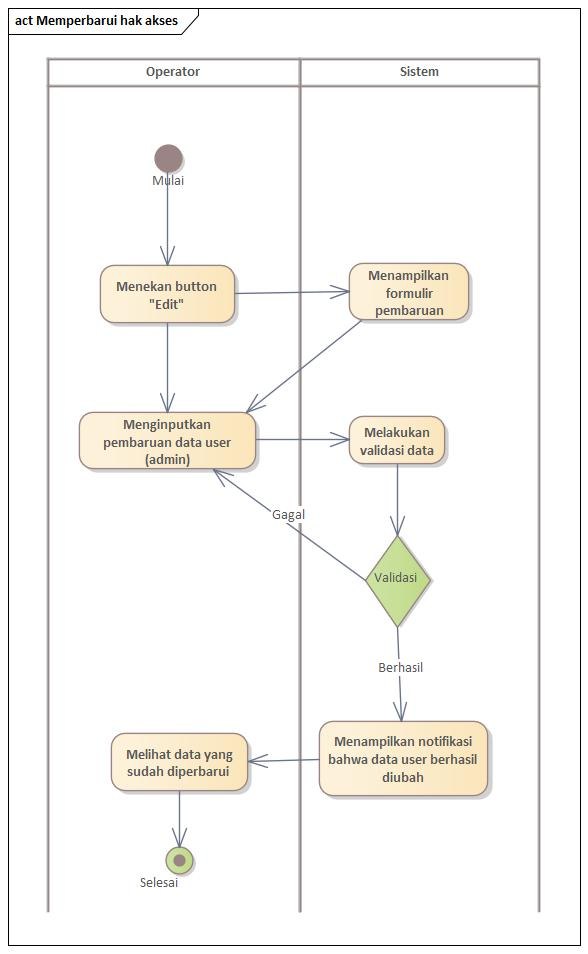 act Memperbarui hak akses
Operator
Sistem
Mulai
Menekan button
"Edit"
Menampilkan
formulir
pembaruan
Menginputkan
pembaruan data user
(admin)
Melakukan
validasi data
Gagal
Validasi
Berhasil
Menampilkan notifikasi
bahwa data user berhasil
diubah
Melihat data yang
sudah diperbarui
Selesai